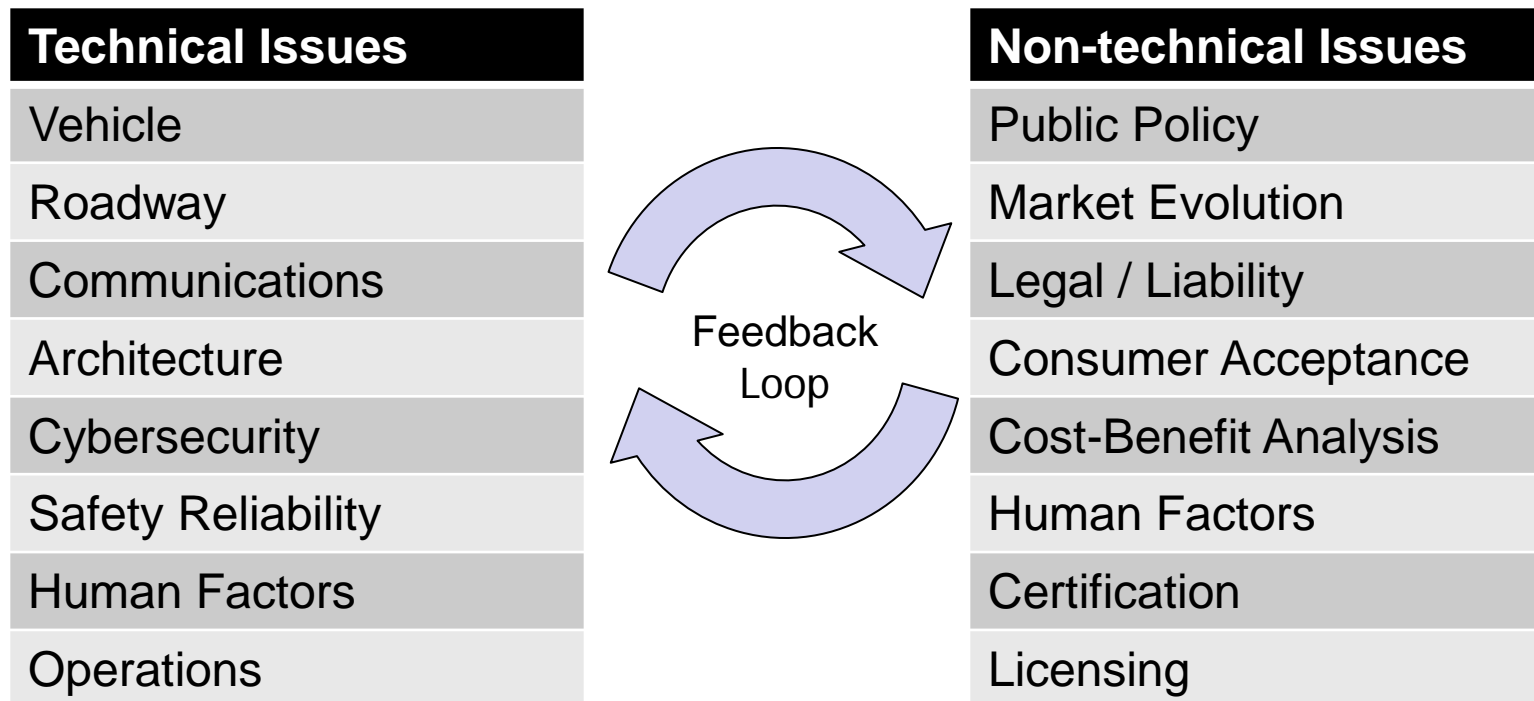 Technical Issues
Vehicle
Roadway
Communications
Architecture
Cybersecurity
Safety Reliability
Human Factors
Operations
Feedback
Loop
Non-technical Issues
Public Policy
Market Evolution
Legal / Liability
Consumer Acceptance
Cost-Benefit Analysis
Human Factors
Certification
Licensing